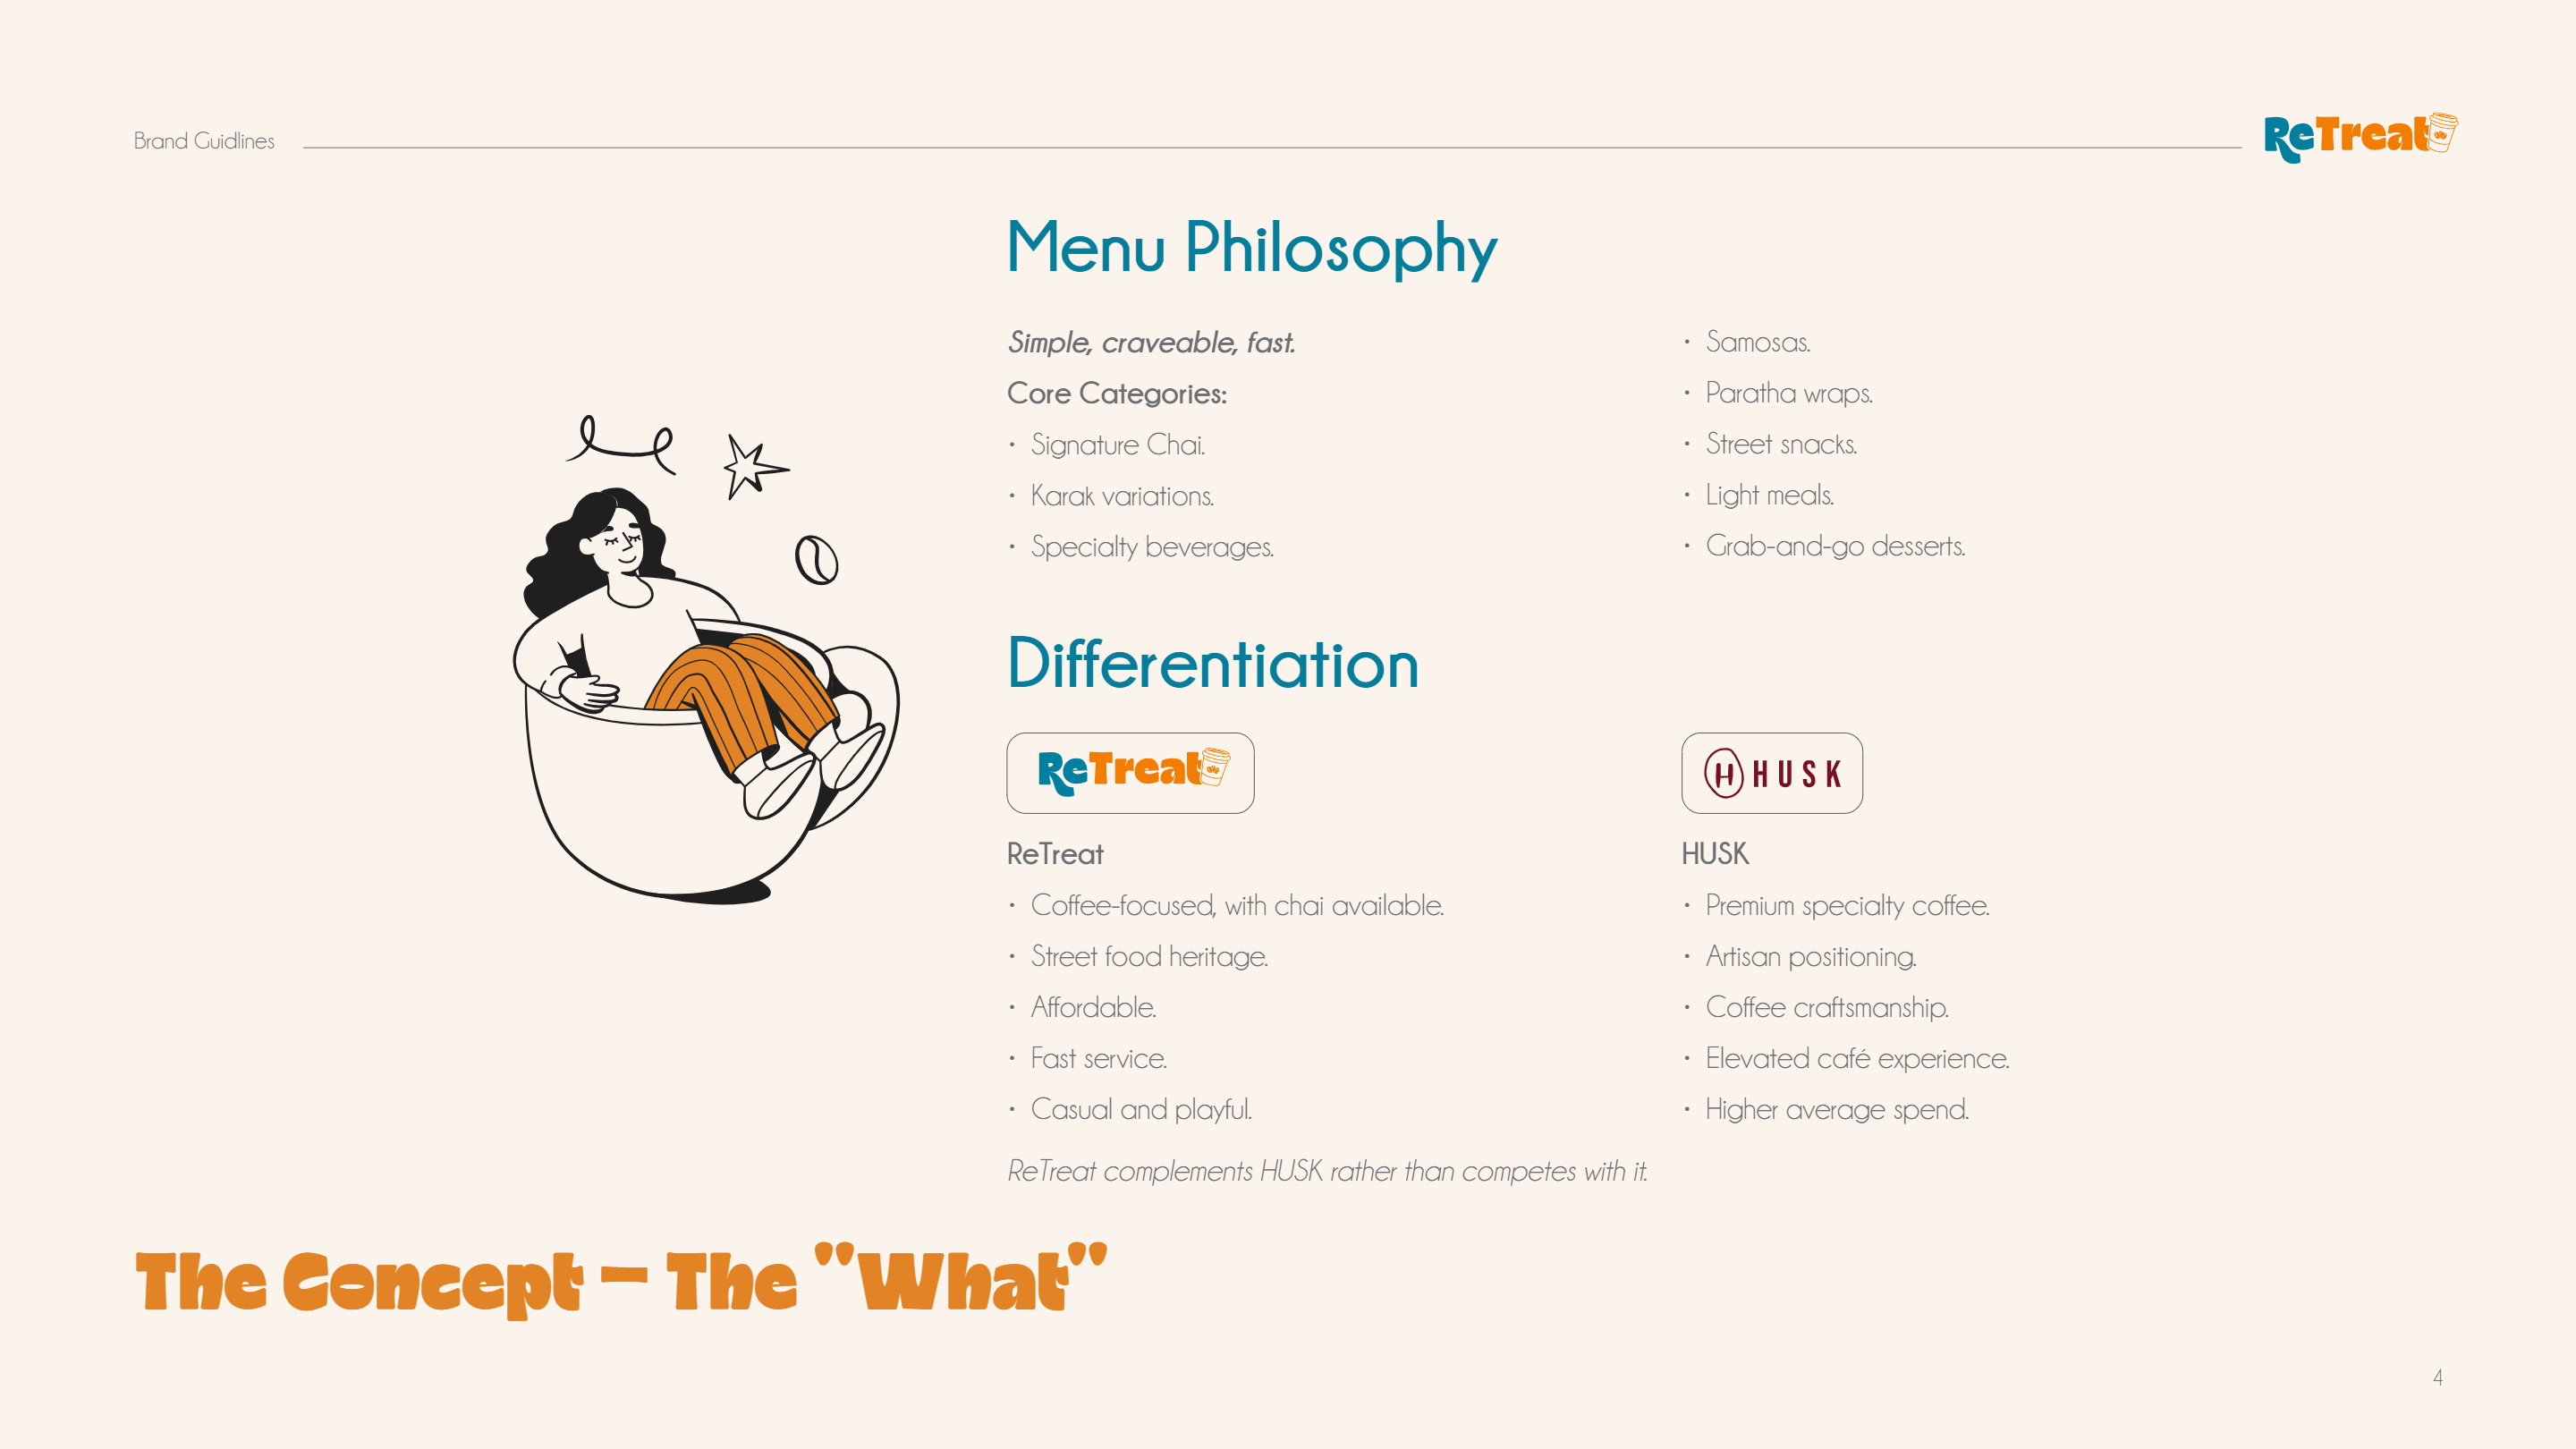 Brand Guidlines
ReTreat
Menu Philosophy
Simple, craveable, fast.
Core Categories:
• Signature Chai.
• Karak variations.
• Specialty beverages.
• Samosas.
• Paratha wraps.
• Street snacks.
• Light meals.
• Grab-and-go desserts.
Differentiation
ReTreat
ReTreat
• Coffee-focused, with chai available.
• Street food heritage.
• Affordable.
• Fast service.
• Casual and playful.
H HUSK
HUSK
• Premium specialty coffee.
• Artisan positioning.
• Coffee craftsmanship.
• Elevated café experience.
• Higher average spend.
ReTreat complements HUSK rather than competes with it.
The Concept – The "What"
4